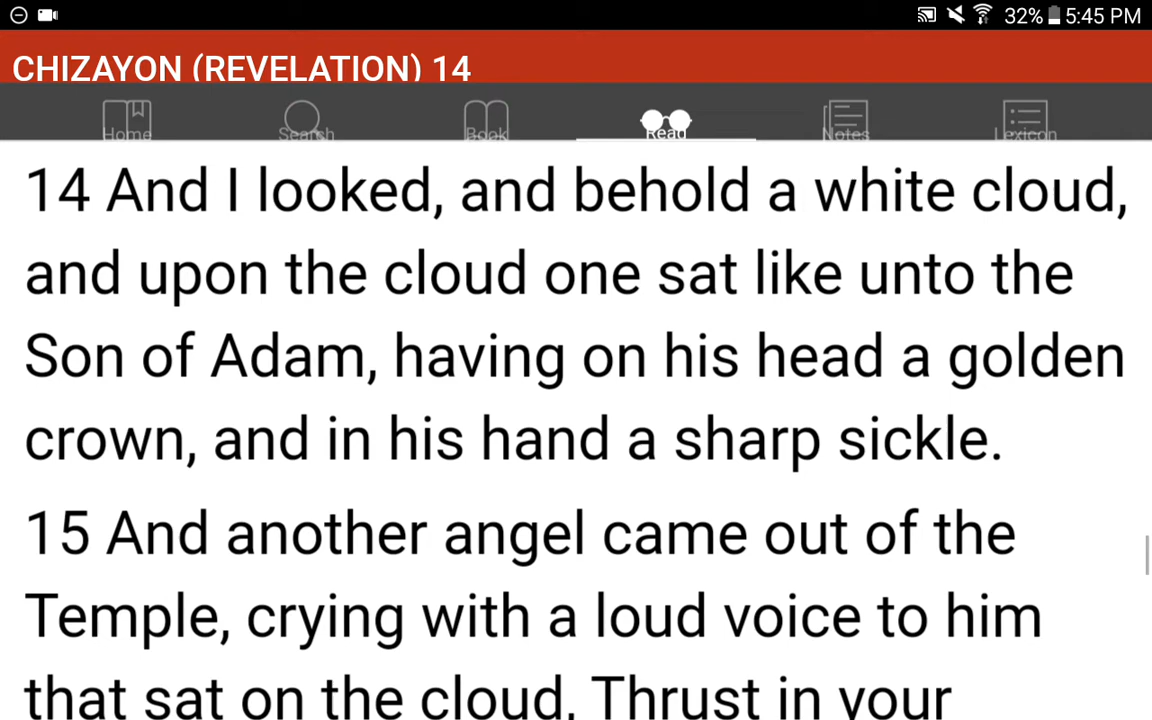 32% 5:45 PM
CHIZAYON (REVELATION) 14
Home Search Book Read Notes Lexicon
14 And I looked, and behold a white cloud,
and upon the cloud one sat like unto the
Son of Adam, having on his head a golden
crown, and in his hand a sharp sickle.
15 And another angel came out of the
Temple, crying with a loud voice to him
that sat on the cloud, Thrust in your